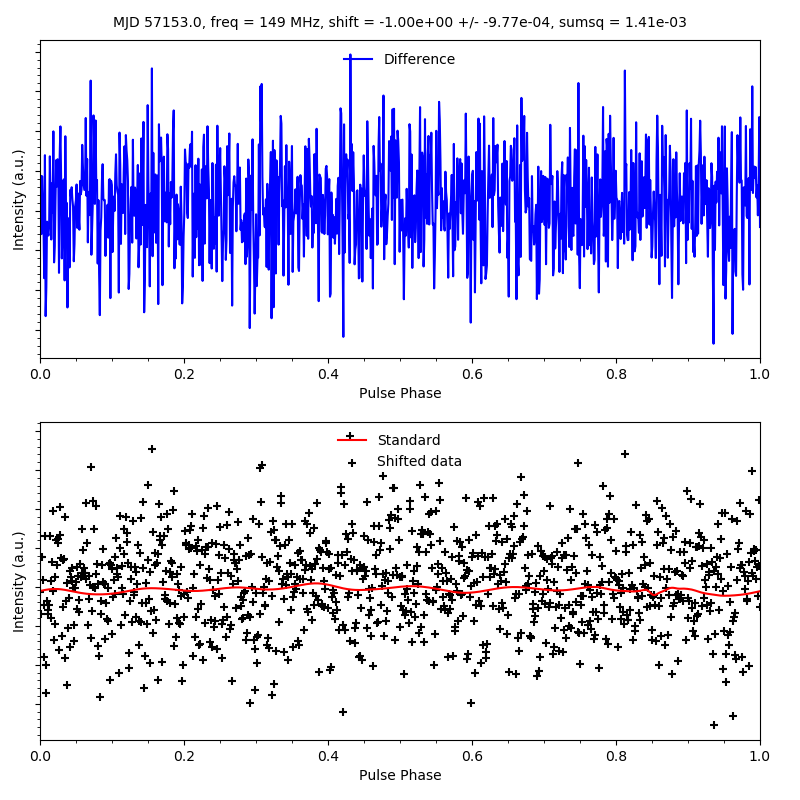 MJD 57153.0, freq = 149 MHz, shift = -1.00e+00 +/- -9.77e-04, sumsq = 1.41e-03
Difference
Intensity (a.u.)
0.0 0.2 0.4 0.6 0.8 1.0
Pulse Phase
Standard
Shifted data
Intensity (a.u.)
0.0 0.2 0.4 0.6 0.8 1.0
Pulse Phase